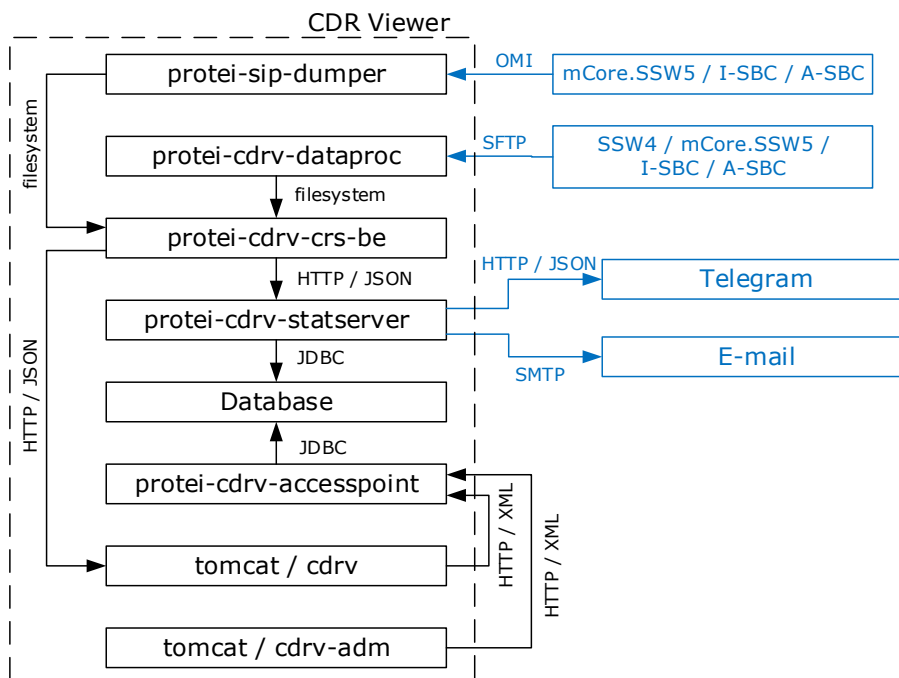 CDR Viewer
protei-sip-dumper
OMI
mCore.SSW5 / I-SBC / A-SBC
filesystem
protei-cdrv-dataproc
SFTP
SSW4 / mCore.SSW5 /
I-SBC / A-SBC
filesystem
protei-cdrv-crs-be
HTTP / JSON
HTTP / JSON
Telegram
protei-cdrv-statserver
JDBC
SMTP
E-mail
HTTP / JSON
Database
JDBC
protei-cdrv-accesspoint
HTTP / XML
HTTP / XML
tomcat / cdrv
tomcat / cdrv-adm